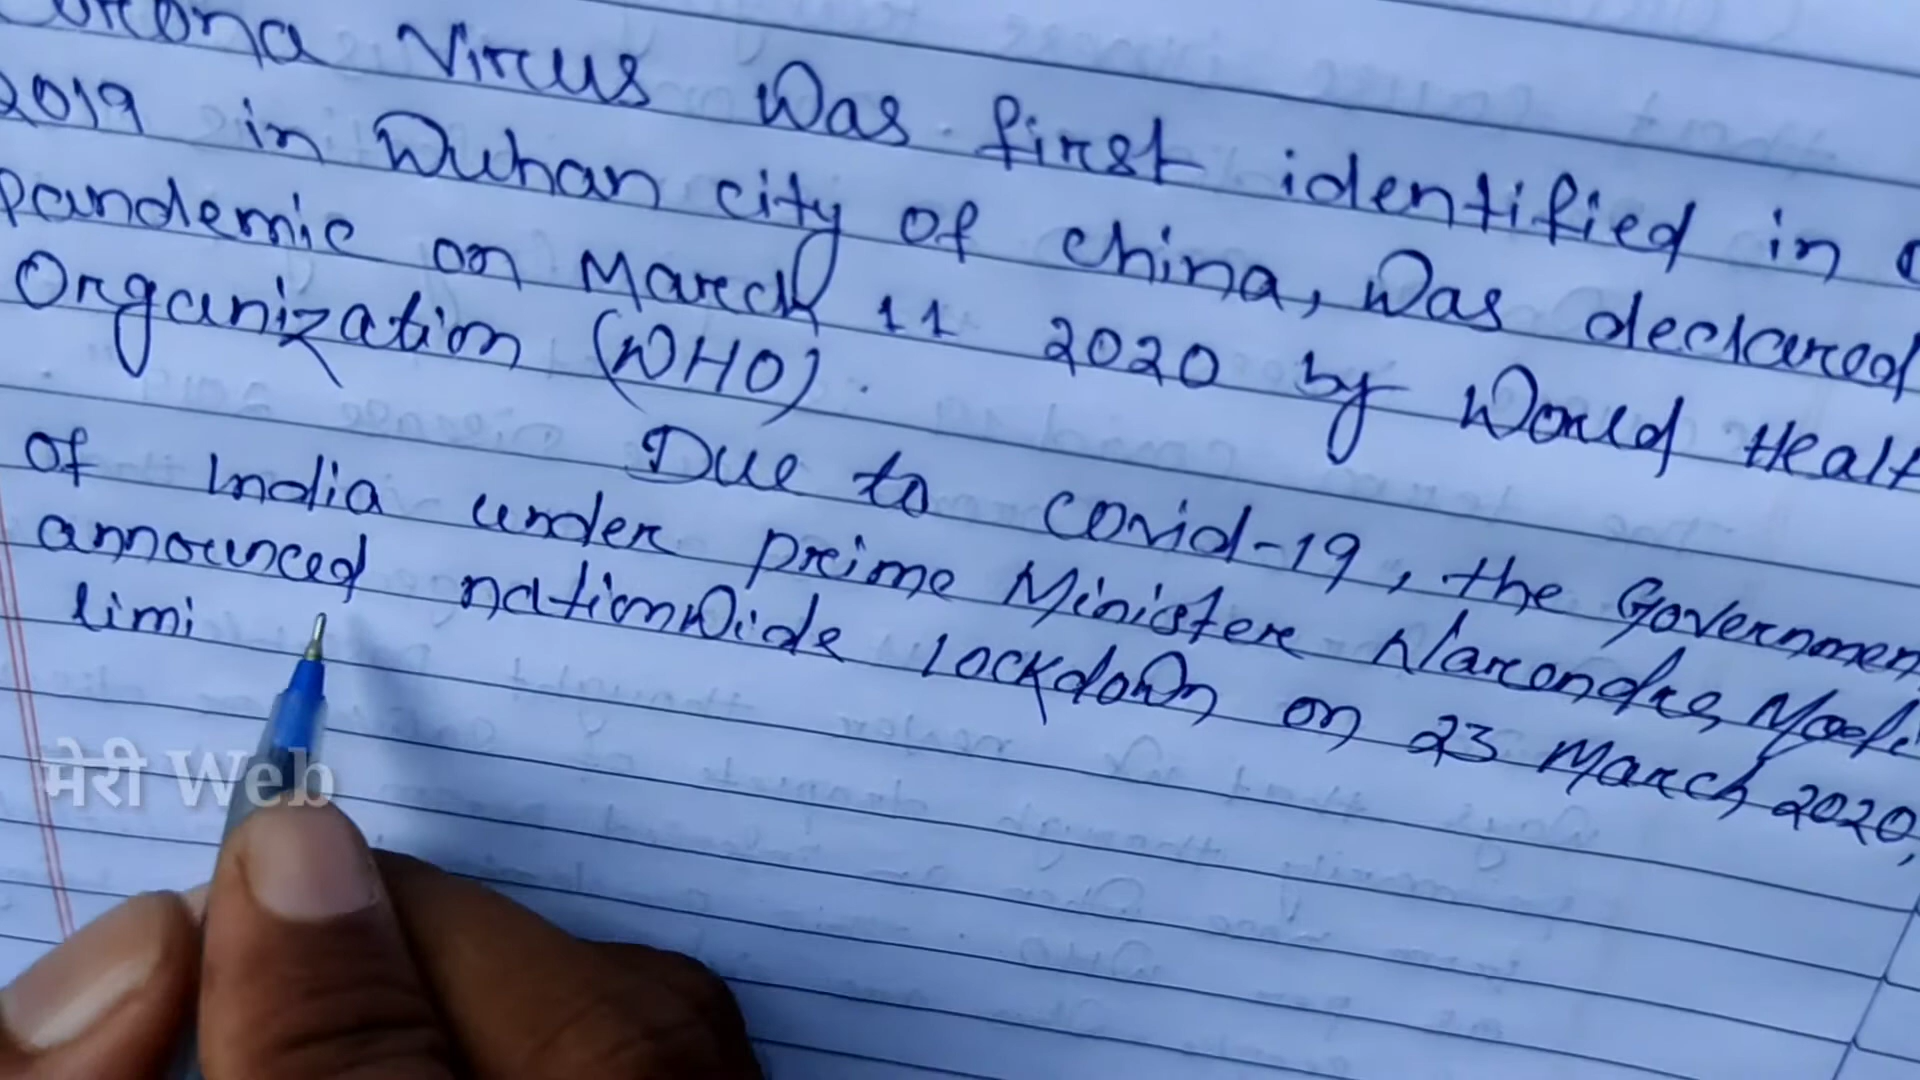 Corona Virus Was first identified in
2019 in Wuhan city of china, Was declared
pandemic on March 11 2020 by World Healt
Organization (WHO).
Due to covid-19, the Governmen
of India under prime Minister Narendra Modi
announced nationWide lockdown on 23 March 2020,
limi
मेरी Web